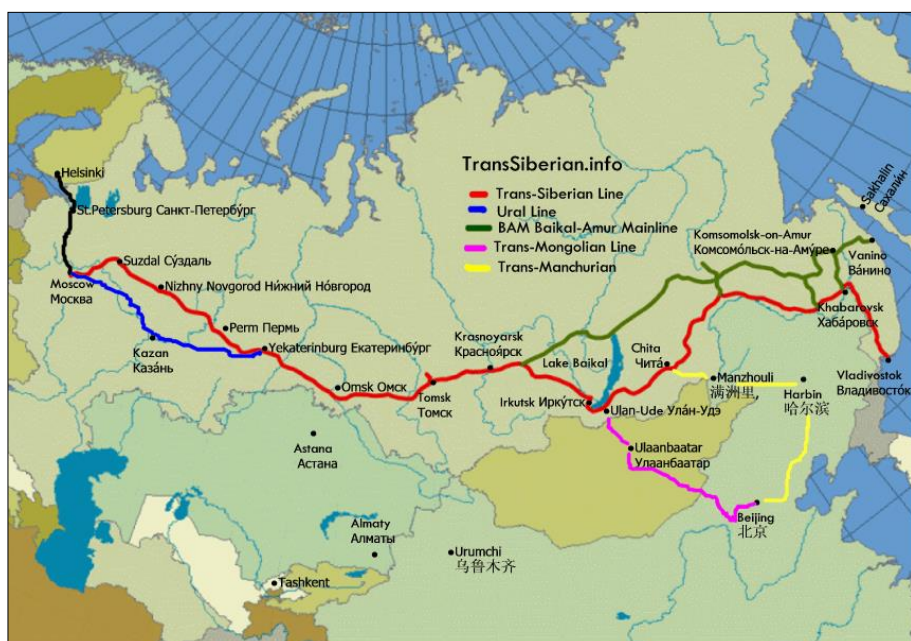 TransSiberian.info
Trans-Siberian Line
Ural Line
BAM Baikal-Amur Mainline
Trans-Mongolian Line
Trans-Manchurian
Helsinki
St.Petersburg Санкт-Петербу́рг
Suzdal Су́здаль
Moscow
Москва
Nizhny Novgorod Ни́жний Но́вгород
Perm Пермь
Kazan
Каза́нь
Yekaterinburg Екатеринбу́рг
Omsk Омск
Tomsk
Томск
Krasnoyarsk
Красноя́рск
Lake Baikal
Irkutsk Ирку́тск
Ulan-Ude Ула́н-Удэ
Chita
Чита́
Komsomolsk-on-Amur
Комсомо́льск-на-Аму́ре
Sakhalin
Сахали́н
Vanino
Ва́нино
Khabarovsk
Хаба́ровск
Vladivostok
Владивосто́к
Manzhouli
满洲里,
Harbin
哈尔滨
Ulaanbaatar
Улаанбаатар
Beijing
北京
Astana
Астана
Almaty
Алматы
Urumchi
乌鲁木齐
Tashkent